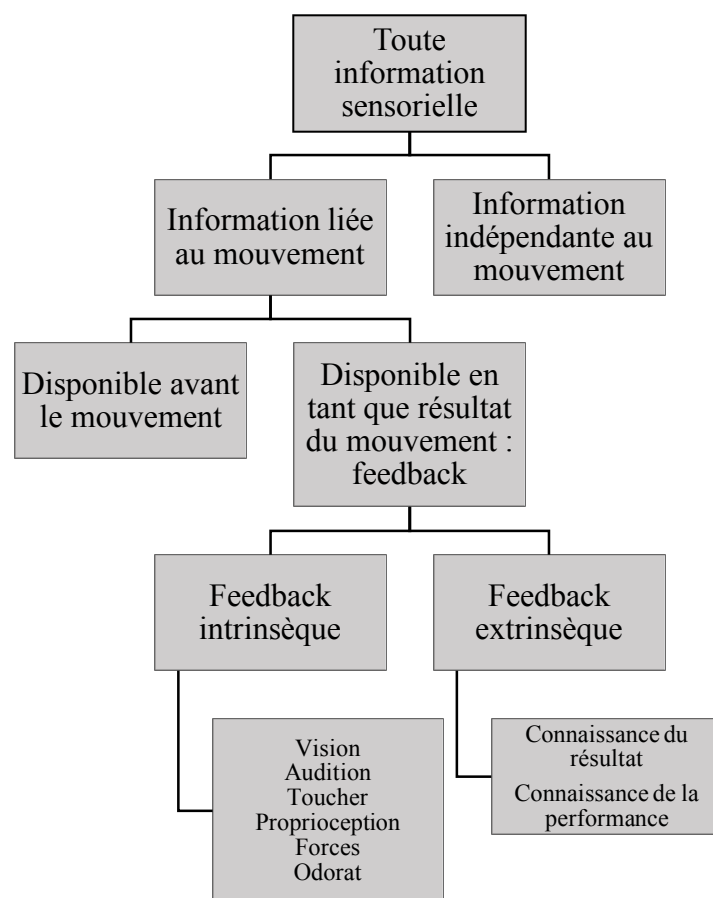 Toute
information
sensorielle
Information liée
au mouvement
Information
indépendante au
mouvement
Disponible avant
le mouvement
Disponible en
tant que résultat
du mouvement :
feedback
Feedback
intrinsèque
Feedback
extrinsèque
Vision
Audition
Toucher
Proprioception
Forces
Odorat
Connaissance du
résultat
Connaissance de la
performance